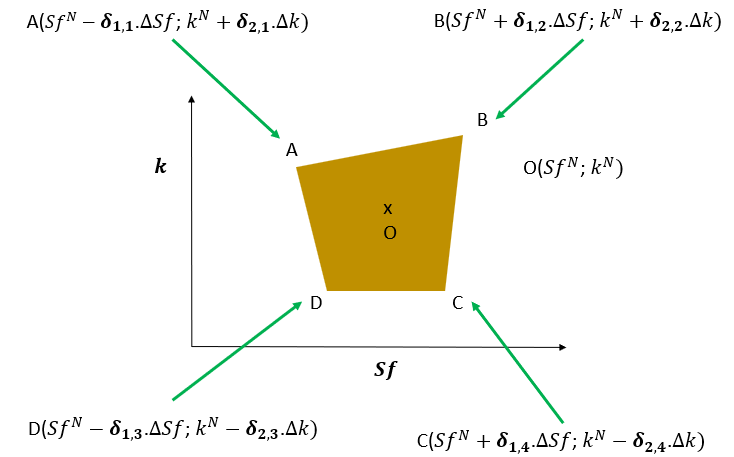 A(Sf^N − δ_{1,1}.ΔSf; k^N + δ_{2,1}.Δk)
B(Sf^N + δ_{1,2}.ΔSf; k^N + δ_{2,2}.Δk)
B
A
k
O(Sf^N; k^N)
x
O
D
C
Sf
D(Sf^N − δ_{1,3}.ΔSf; k^N − δ_{2,3}.Δk)
C(Sf^N + δ_{1,4}.ΔSf; k^N − δ_{2,4}.Δk)